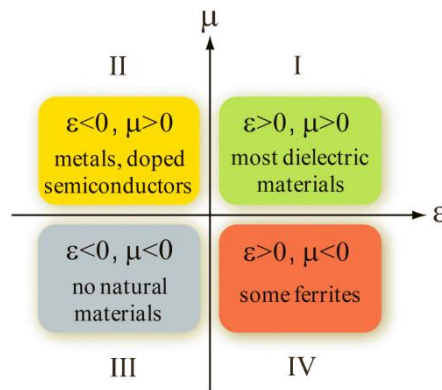 μ
II
I
ε<0, μ>0
metals, doped
semiconductors
ε>0, μ>0
most dielectric
materials
ε
ε<0, μ<0
no natural
materials
ε>0, μ<0
some ferrites
III
IV